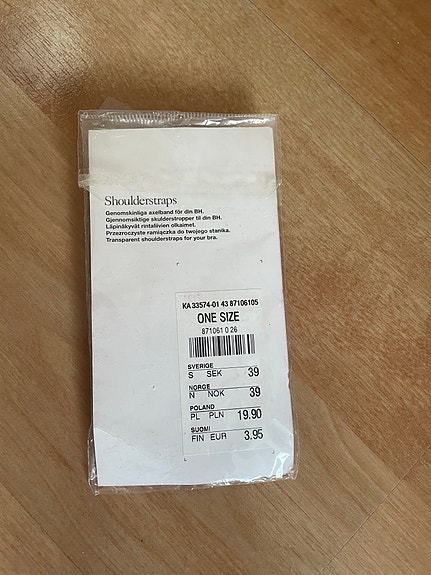 Shoulderstraps
Genomskinliga axelband för din BH.
Gjennomsiktige skulderstropper til din BH.
Läpinäkyvät rintaliivien olkaimet.
Przezroczyste ramiączka do twojego stanika.
Transparent shoulderstraps for your bra.
KA 33574-01 43 87106105
ONE SIZE
871061 0 26
SVERIGE
S SEK 39
NORGE
N NOK 39
POLAND
PL PLN 19.90
SUOMI
FIN EUR 3.95